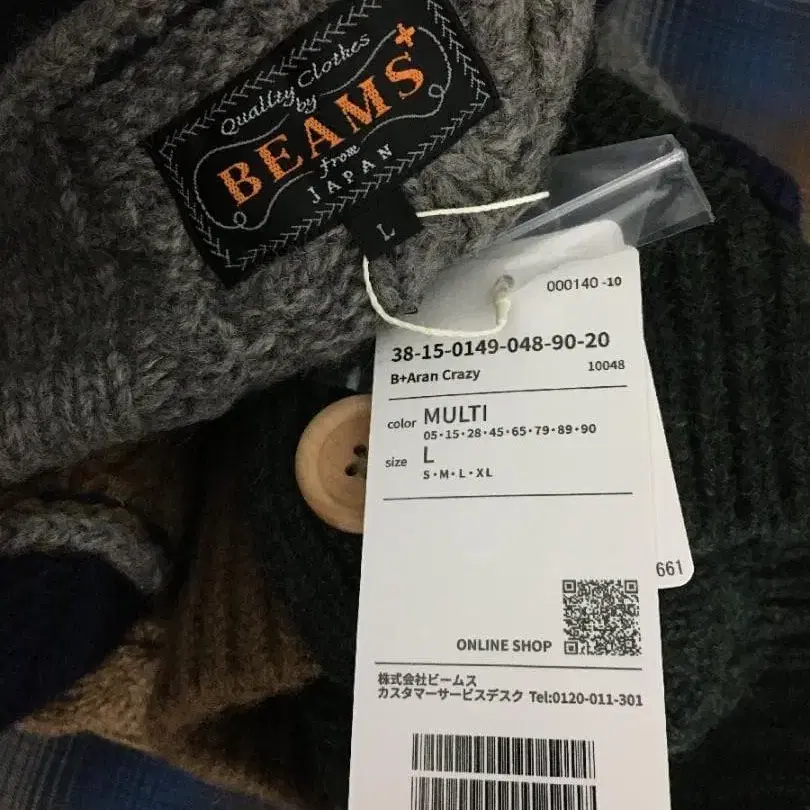 Quality Clothes
by
BEAMS+
from
JAPAN
L
000140 -10
38-15-0149-048-90-20
B+Aran Crazy 10048
color MULTI
05・15・28・45・65・79・89・90
size L
S・M・L・XL
661
ONLINE SHOP
株式会社ビームス
カスタマーサービスデスク Tel:0120-011-301